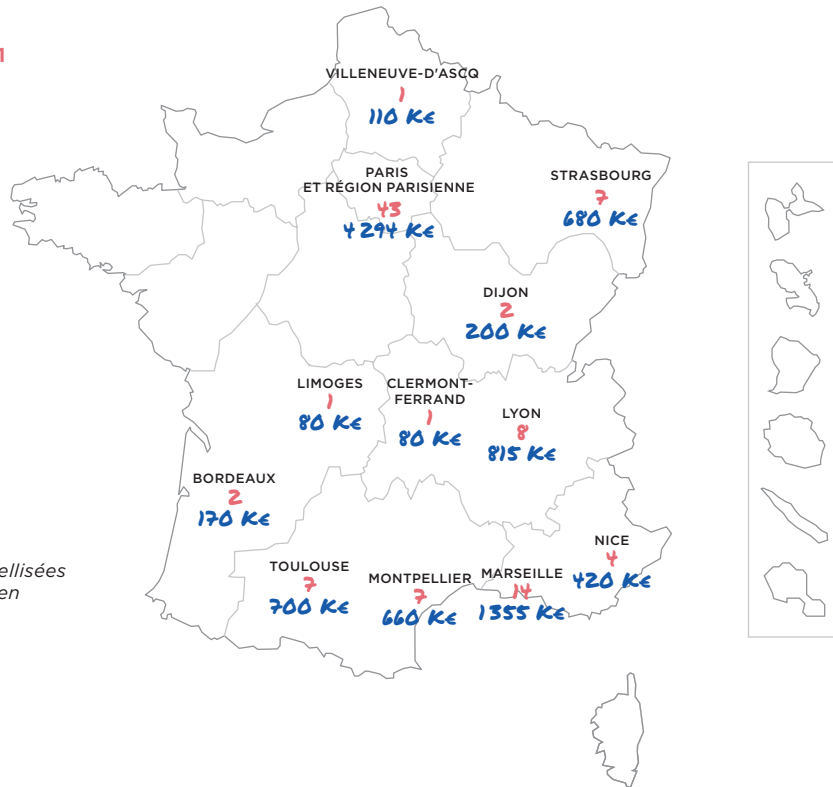 VILLENEUVE-D'ASCQ
1
110 K€
PARIS
ET RÉGION PARISIENNE
43
4 294 K€
STRASBOURG
7
680 K€
DIJON
2
200 K€
LIMOGES
1
80 K€
CLERMONT-
FERRAND
1
80 K€
LYON
8
815 K€
BORDEAUX
2
170 K€
NICE
4
420 K€
TOULOUSE
7
700 K€
MONTPELLIER
7
660 K€
MARSEILLE
14
1355 K€
ellisées
en